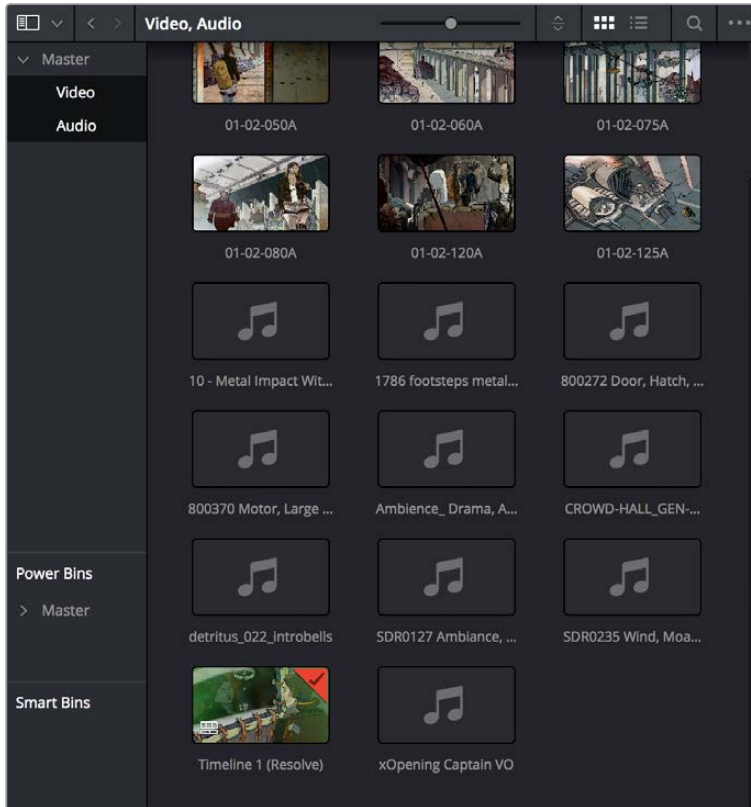 Video, Audio
Master
Video
Audio
01-02-050A
01-02-060A
01-02-075A
01-02-080A
01-02-120A
01-02-125A
10 - Metal Impact Wit...
1786 footsteps metal...
800272 Door, Hatch, ...
800370 Motor, Large ...
Ambience_ Drama, A...
CROWD-HALL_GEN-...
Power Bins
Master
detritus_022_introbells
SDR0127 Ambiance, ...
SDR0235 Wind, Moa...
Smart Bins
Timeline 1 (Resolve)
xOpening Captain VO